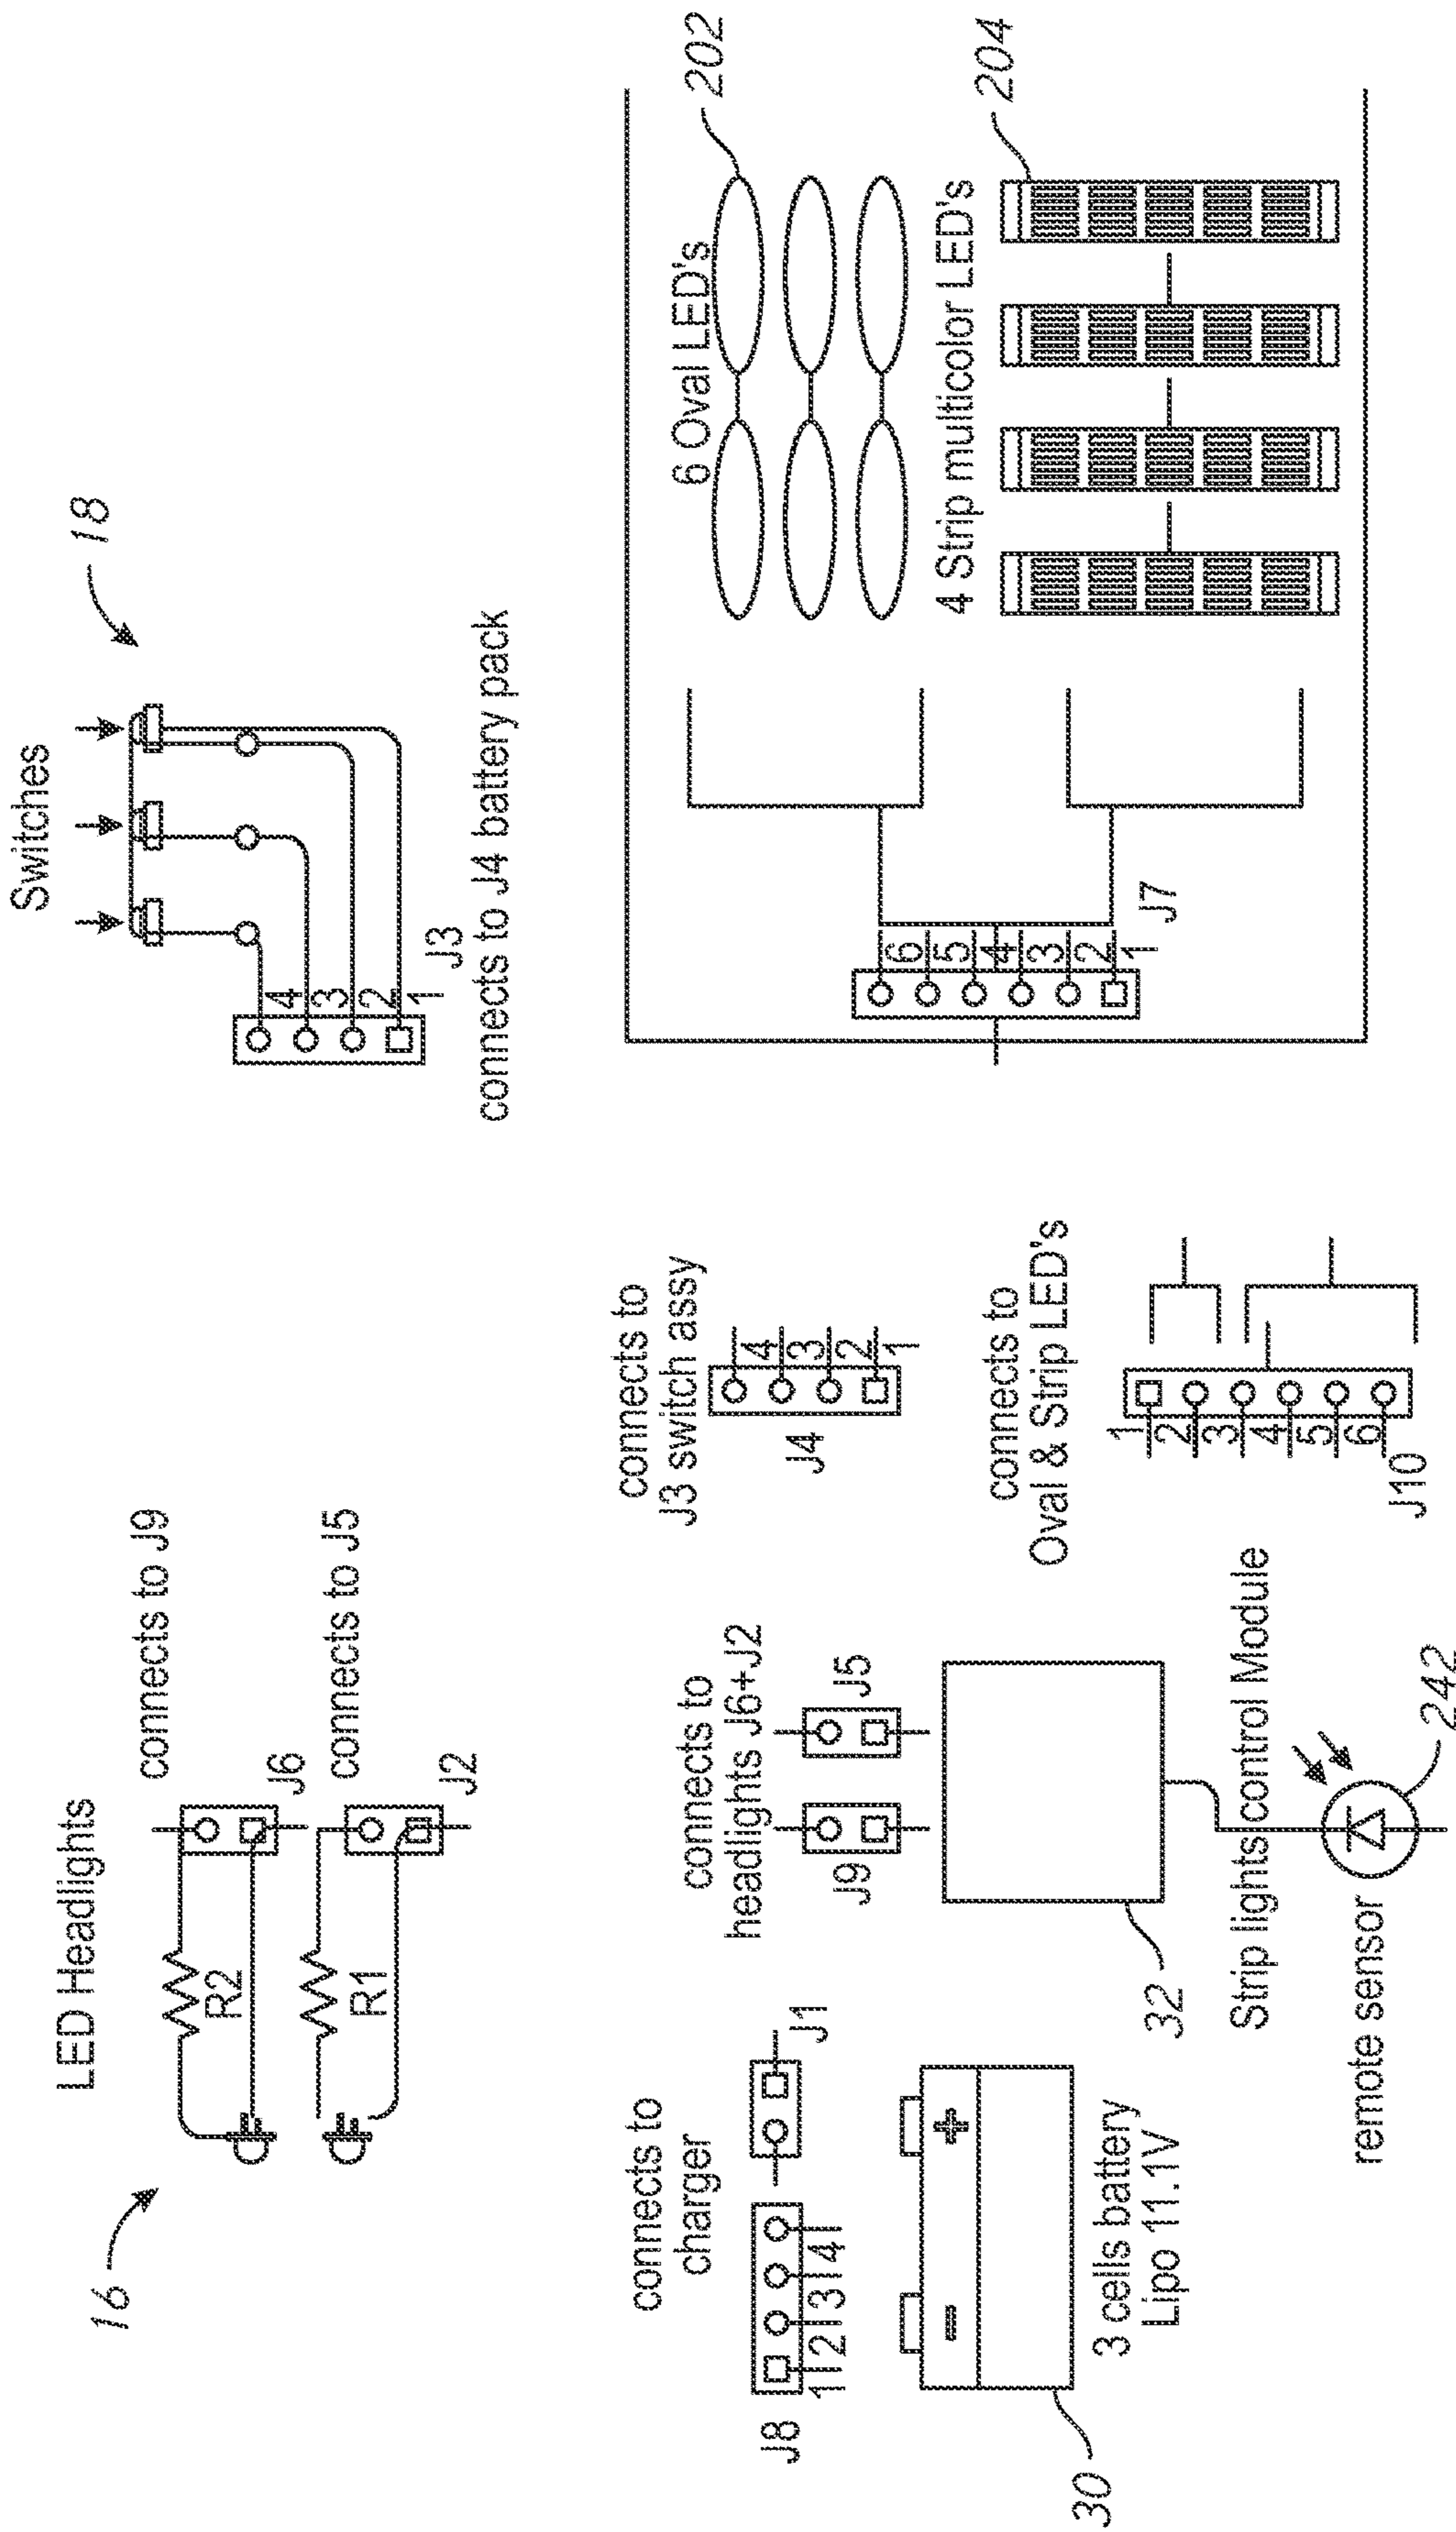 16
LED Headlights
R2
connects to J9
J6
R1
connects to J5
J2
Switches
18
4
3
2
1
J3
connects to J4 battery pack
connects to
charger
J8
1
2
3
4
J1
30
3 cells battery
Lipo 11.1V
connects to
headlights J6+J2
J9
J5
32
Strip lights control Module
remote sensor
242
connects to
J3 switch assy
J4
4
3
2
1
connects to
Oval & Strip LED's
1
2
3
4
5
6
J10
6
5
4
3
2
1
J7
6 Oval LED's
202
4 Strip multicolor LED's
204